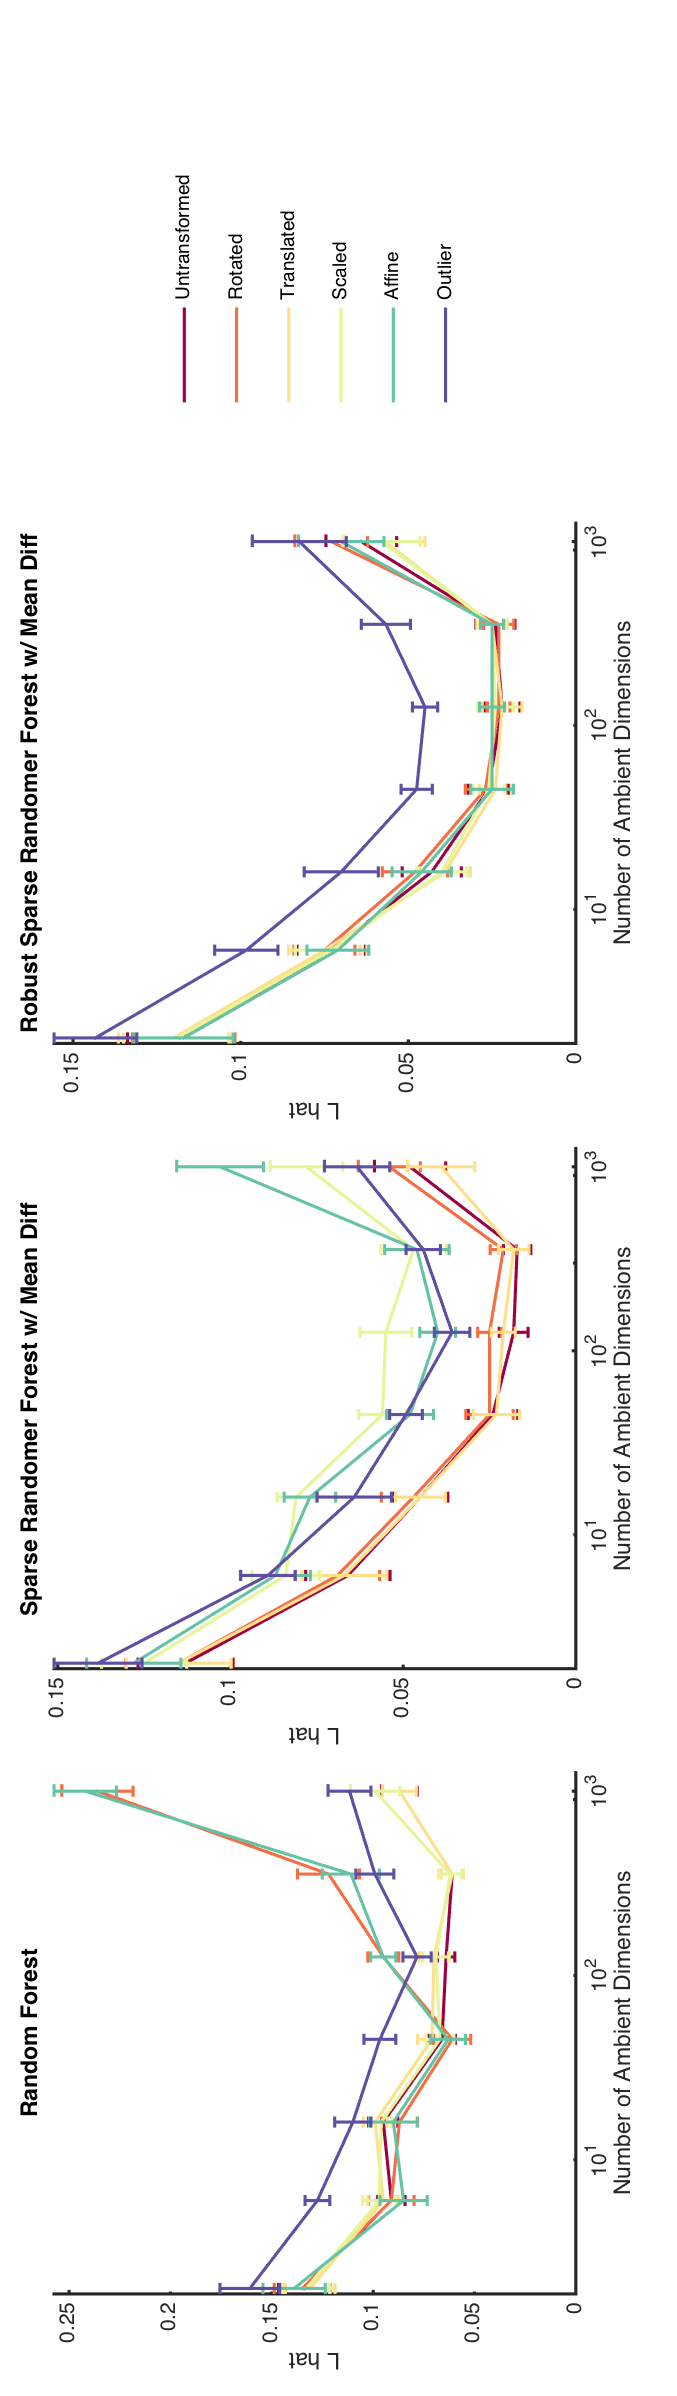 Random Forest
0.25
0.2
0.15
0.1
0.05
0
L hat
10^1
10^2
10^3
Number of Ambient Dimensions
Sparse Randomer Forest w/ Mean Diff
0.15
0.1
0.05
0
L hat
10^1
10^2
10^3
Number of Ambient Dimensions
Robust Sparse Randomer Forest w/ Mean Diff
0.15
0.1
0.05
0
L hat
10^1
10^2
10^3
Number of Ambient Dimensions
Untransformed
Rotated
Translated
Scaled
Affine
Outlier